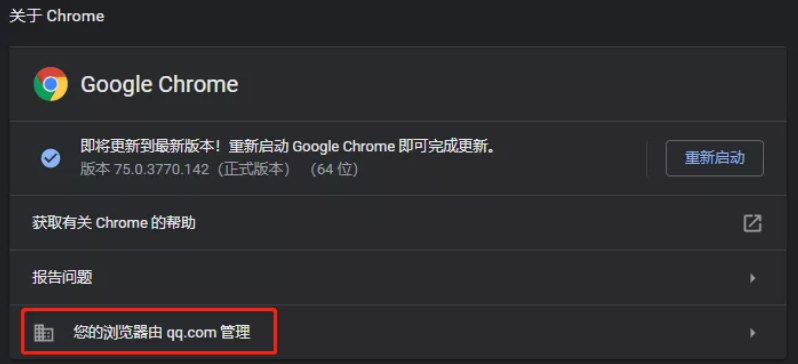 关于 Chrome
Google Chrome
即将更新到最新版本！重新启动 Google Chrome 即可完成更新。
版本 75.0.3770.142（正式版本） （64 位）
重新启动
获取有关 Chrome 的帮助
报告问题
您的浏览器由 qq.com 管理